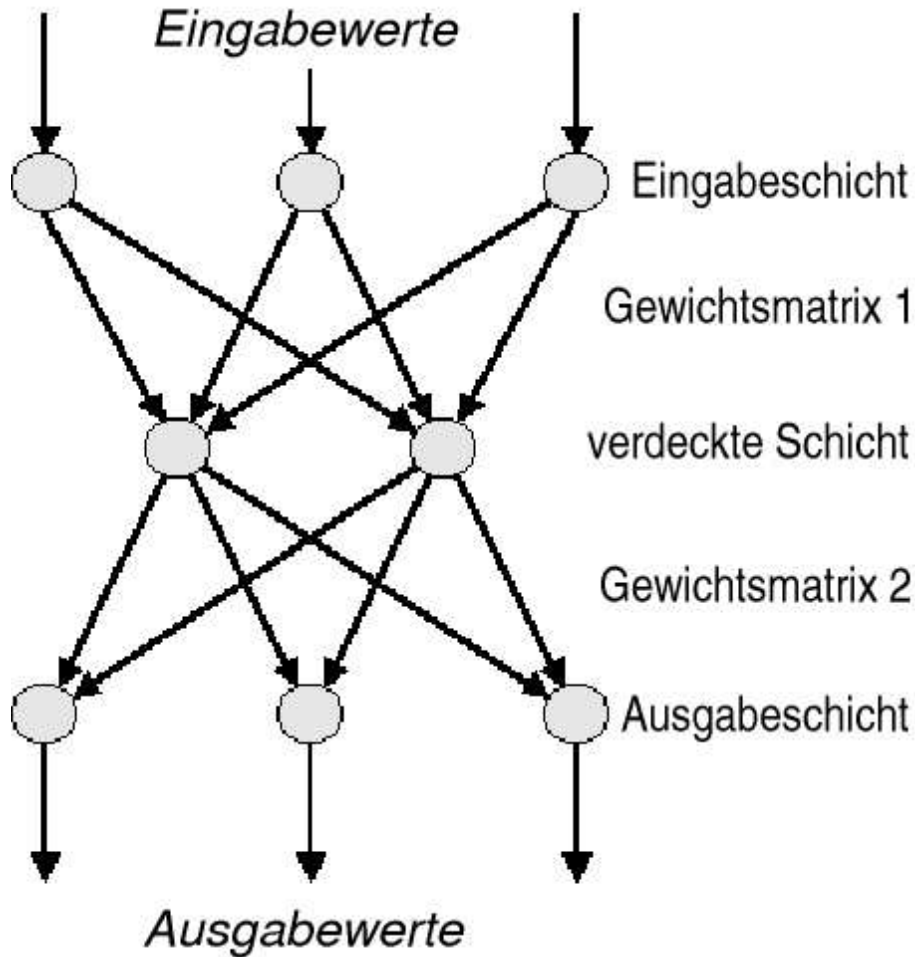 Eingabewerte
Eingabeschicht
Gewichtsmatrix 1
verdeckte Schicht
Gewichtsmatrix 2
Ausgabeschicht
Ausgabewerte